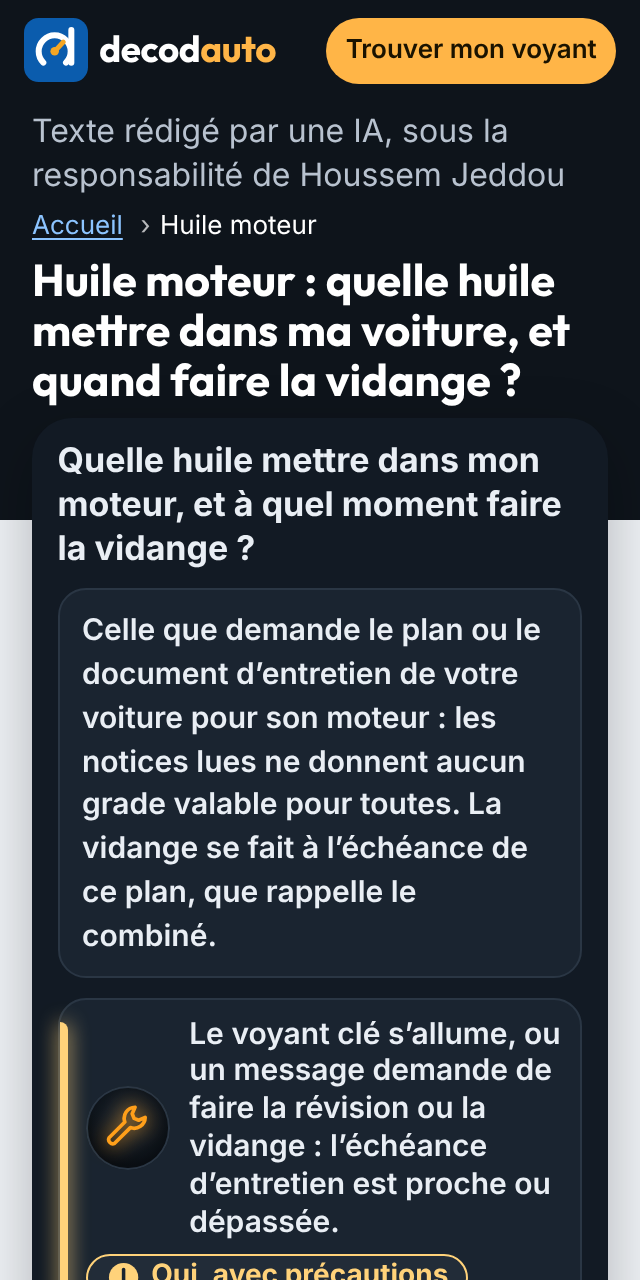 decodauto
Trouver mon voyant
Texte rédigé par une IA, sous la
responsabilité de Houssem Jeddou
Accueil › Huile moteur
Huile moteur : quelle huile
mettre dans ma voiture, et
quand faire la vidange ?
Quelle huile mettre dans mon
moteur, et à quel moment faire
la vidange ?
Celle que demande le plan ou le
document d’entretien de votre
voiture pour son moteur : les
notices lues ne donnent aucun
grade valable pour toutes. La
vidange se fait à l’échéance de
ce plan, que rappelle le
combiné.
Le voyant clé s’allume, ou
un message demande de
faire la révision ou la
vidange : l’échéance
d’entretien est proche ou
dépassée.
Oui, avec précautions